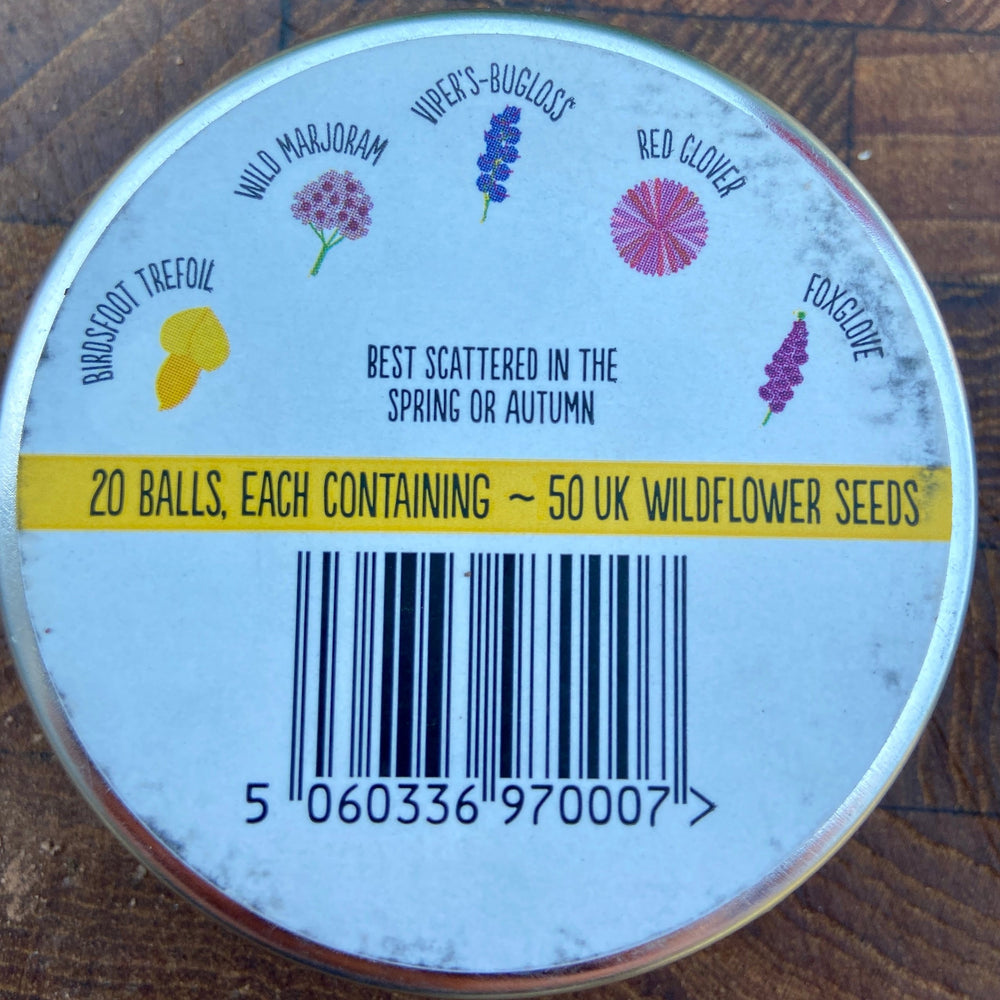 BIRDSFOOT TREFOIL
WILD MARJORAM
VIPER'S-BUGLOSS
RED CLOVER
FOXGLOVE
BEST SCATTERED IN THE
SPRING OR AUTUMN
20 BALLS, EACH CONTAINING ~ 50 UK WILDFLOWER SEEDS
5 060336 970007 >